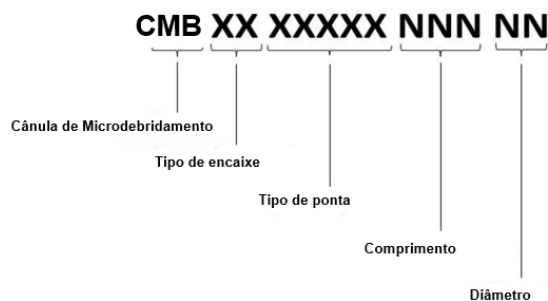 CMB XX XXXXX NNN NN
Cânula de Microdebridamento
Tipo de encaixe
Tipo de ponta
Comprimento
Diâmetro